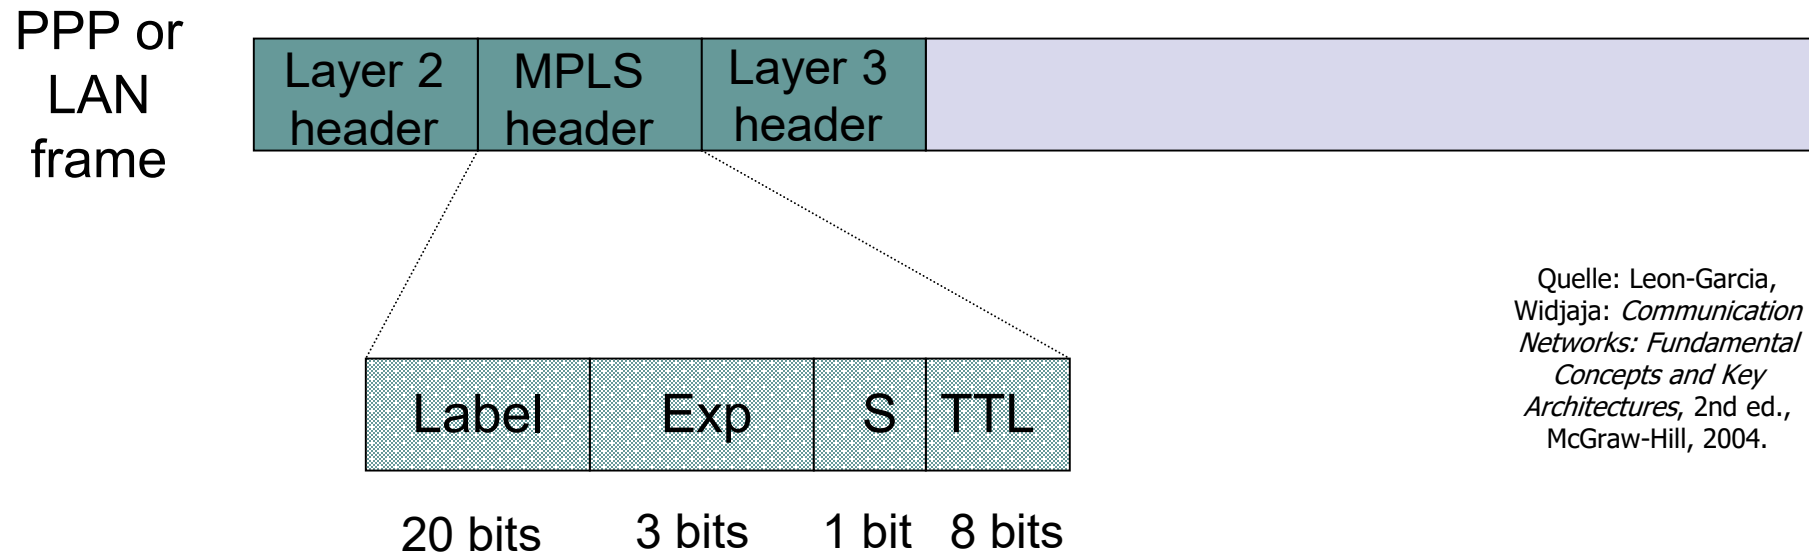 PPP or
LAN
frame
Layer 2
header
MPLS
header
Layer 3
header
Label
Exp
S
TTL
20 bits
3 bits
1 bit
8 bits
Quelle: Leon-Garcia,
Widjaja: Communication
Networks: Fundamental
Concepts and Key
Architectures, 2nd ed.,
McGraw-Hill, 2004.